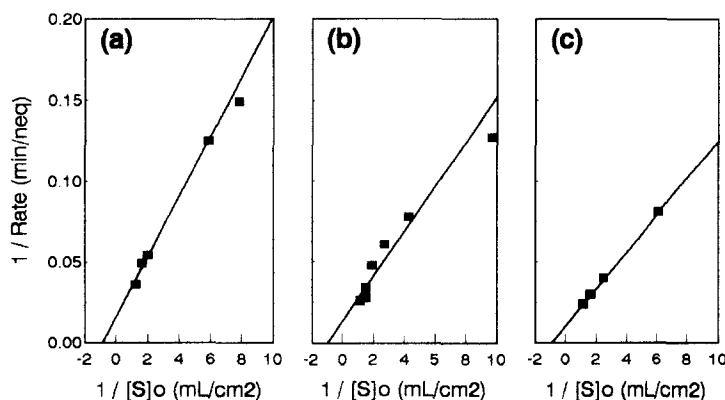 (a) (b) (c)
0.20
0.15
0.10
0.05
0.00
1 / Rate (min/neq)
-2 0 2 4 6 8 10 -2 0 2 4 6 8 10 -2 0 2 4 6 8 10
1 / [S]o (mL/cm2) 1 / [S]o (mL/cm2) 1 / [S]o (mL/cm2)